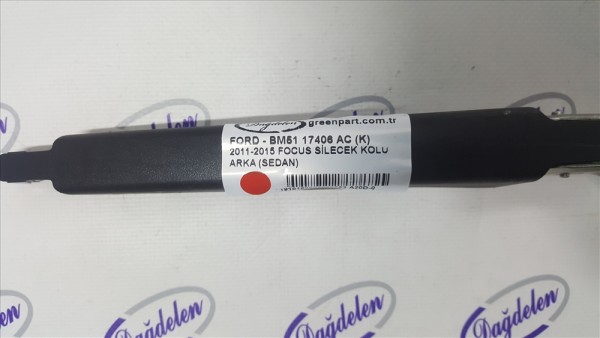 Dağdelen greenpart.com.tr
FORD - BM51 17406 AC (K)
2011-2015 FOCUS SİLECEK KOLU
ARKA (SEDAN)
Dağdelen
Dağdelen